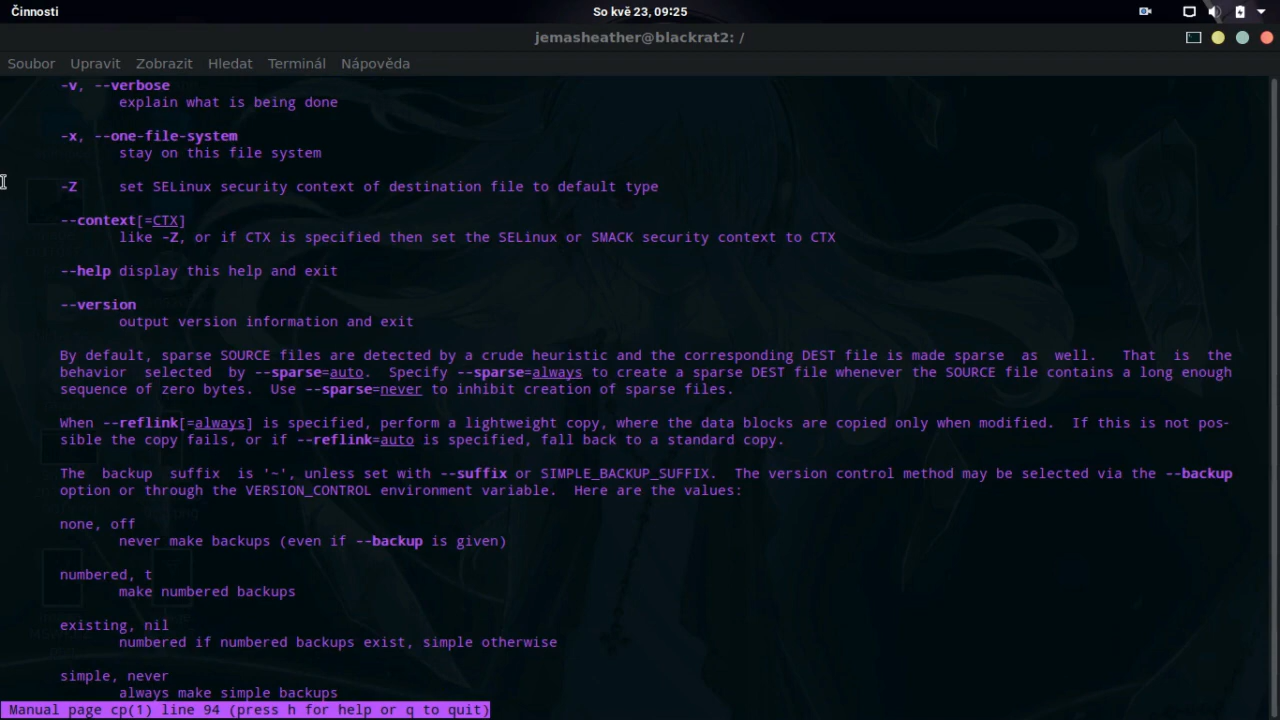 Činnosti
So kvě 23, 09:25
jemasheather@blackrat2: /
Soubor Upravit Zobrazit Hledat Terminál Nápověda
-v, --verbose
explain what is being done
-x, --one-file-system
stay on this file system
-Z set SELinux security context of destination file to default type
--context[=CTX]
like -Z, or if CTX is specified then set the SELinux or SMACK security context to CTX
--help display this help and exit
--version
output version information and exit
By default, sparse SOURCE files are detected by a crude heuristic and the corresponding DEST file is made sparse as well. That is the
behavior selected by --sparse=auto. Specify --sparse=always to create a sparse DEST file whenever the SOURCE file contains a long enough
sequence of zero bytes. Use --sparse=never to inhibit creation of sparse files.
When --reflink[=always] is specified, perform a lightweight copy, where the data blocks are copied only when modified. If this is not pos-
sible the copy fails, or if --reflink=auto is specified, fall back to a standard copy.
The backup suffix is '~', unless set with --suffix or SIMPLE_BACKUP_SUFFIX. The version control method may be selected via the --backup
option or through the VERSION_CONTROL environment variable. Here are the values:
none, off
never make backups (even if --backup is given)
numbered, t
make numbered backups
existing, nil
numbered if numbered backups exist, simple otherwise
simple, never
always make simple backups
Manual page cp(1) line 94 (press h for help or q to quit)